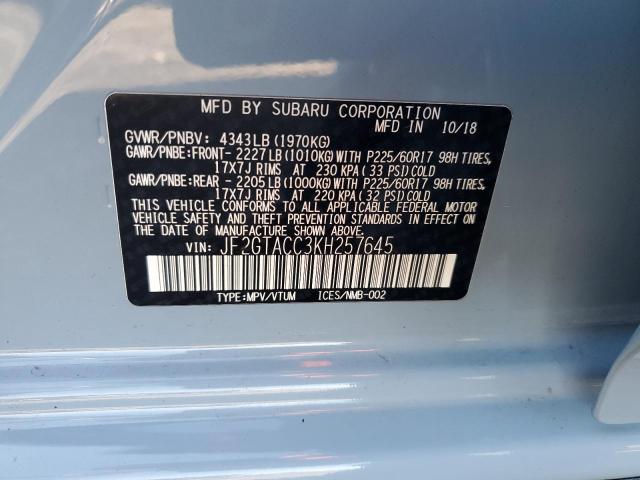 MFD BY SUBARU CORPORATION
MFD IN 10/18
GVWR/PNBV: 4343LB (1970KG)
GAWR/PNBE: FRONT- 2227LB (1010KG) WITH P225/60R17 98H TIRES,
17X7J RIMS AT 230 KPA (33 PSI) COLD
GAWR/PNBE: REAR - 2205LB (1000KG) WITH P225/60R17 98H TIRES,
17X7J RIMS AT 220 KPA (32 PSI) COLD
THIS VEHICLE CONFORMS TO ALL APPLICABLE FEDERAL MOTOR
VEHICLE SAFETY AND THEFT PREVENTION STANDARDS IN EFFECT ON
THE DATE OF MANUFACTURE SHOWN ABOVE.
VIN: JF2GTACC3KH257645
TYPE:MPV/VTUM ICES/NMB-002